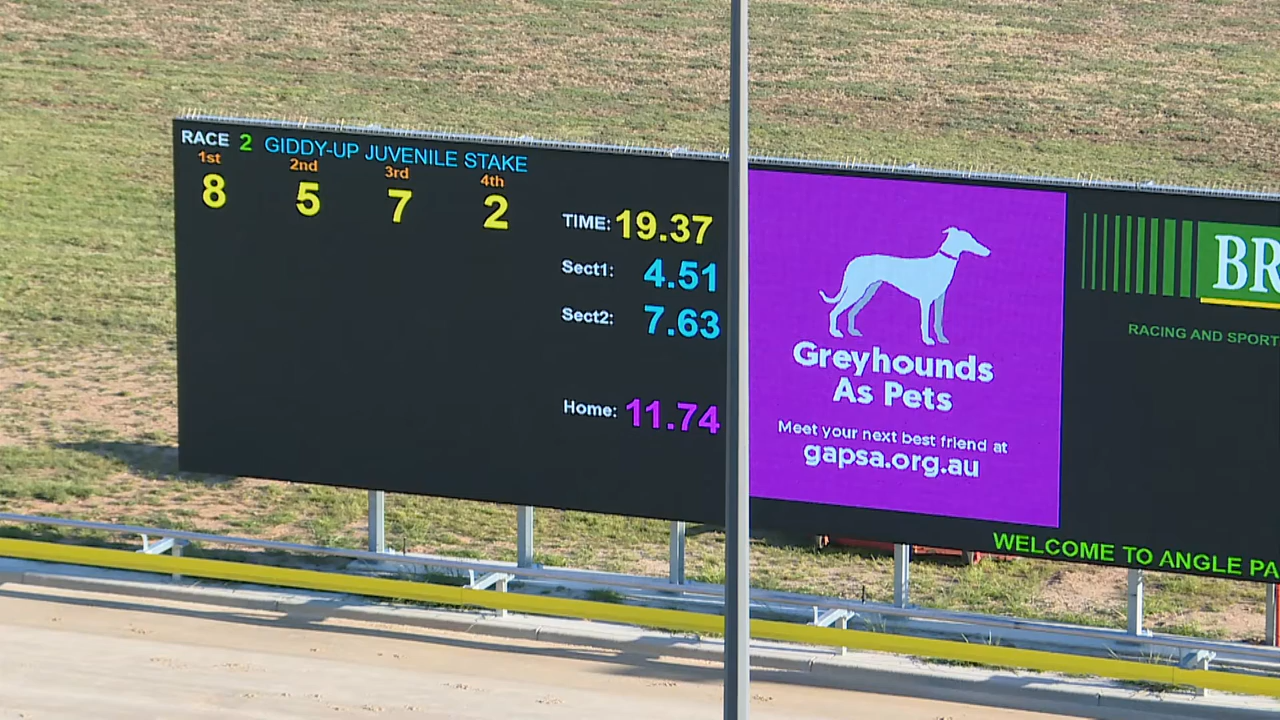 RACE 2 GIDDY-UP JUVENILE STAKE
1st 2nd 3rd 4th
8 5 7 2
TIME: 19.37
Sect1: 4.51
Sect2: 7.63
Home: 11.74
Greyhounds
As Pets
Meet your next best friend at
gapsa.org.au
BR
RACING AND SPORT
WELCOME TO ANGLE PA